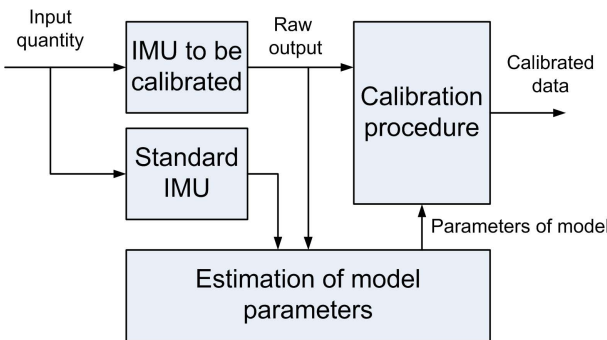 Input
quantity
IMU to be
calibrated
Raw
output
Calibration
procedure
Calibrated
data
Standard
IMU
Parameters of model
Estimation of model
parameters